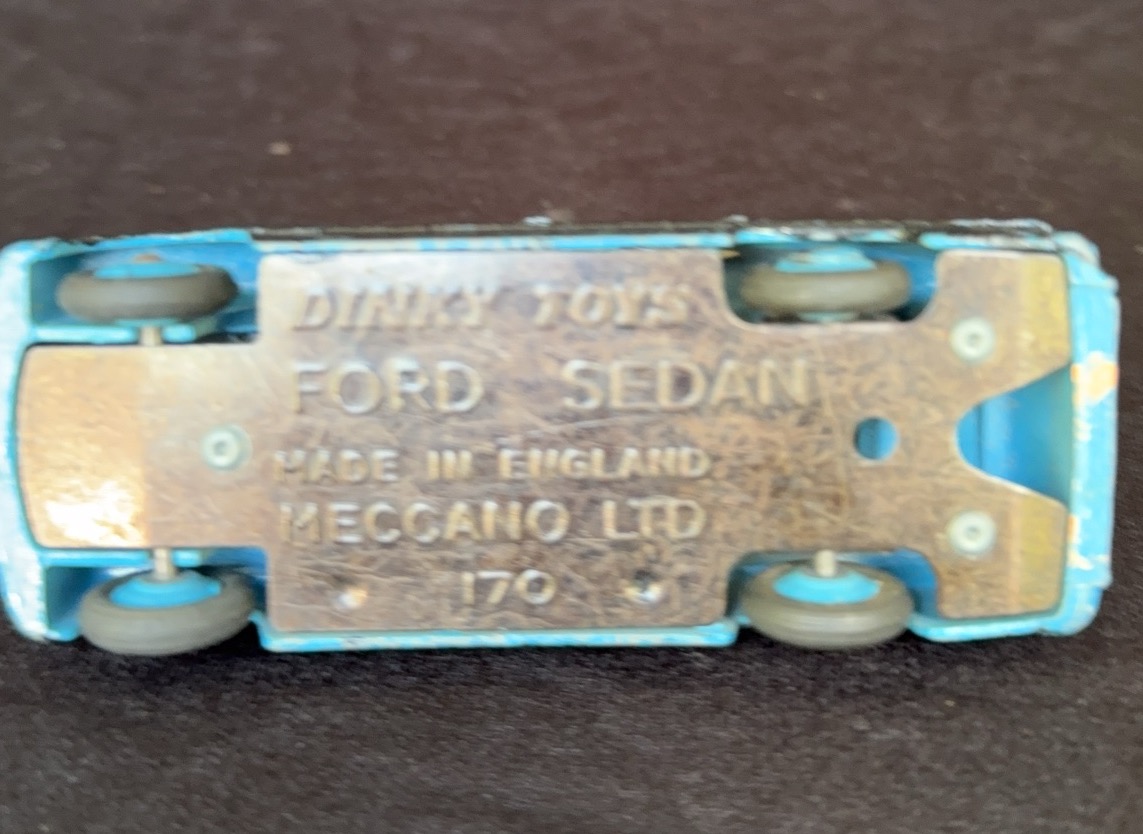 DINKY TOYS
FORD SEDAN
MADE IN ENGLAND
MECCANO LTD
170